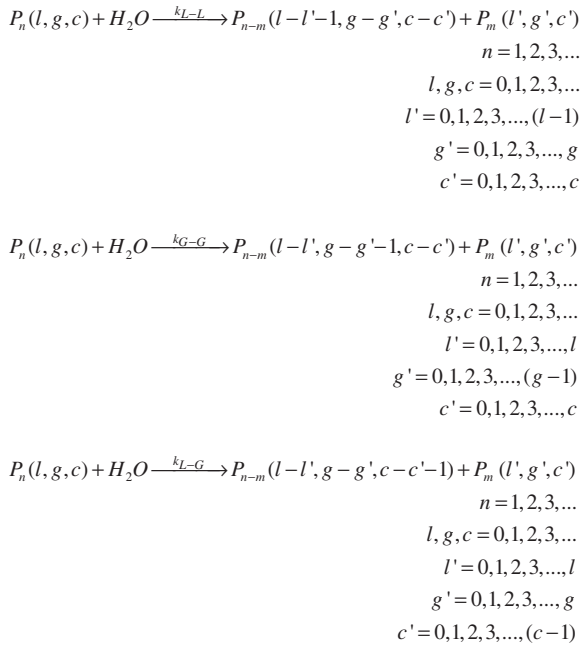 P_n(l,g,c)+H_2O —k_{L–L}→ P_{n−m}(l−l'−1,g−g',c−c')+P_m(l',g',c')
n=1,2,3,...
l,g,c=0,1,2,3,...
l'=0,1,2,3,...,(l−1)
g'=0,1,2,3,...,g
c'=0,1,2,3,...,c
P_n(l,g,c)+H_2O —k_{G–G}→ P_{n−m}(l−l',g−g'−1,c−c')+P_m(l',g',c')
n=1,2,3,...
l,g,c=0,1,2,3,...
l'=0,1,2,3,...,l
g'=0,1,2,3,...,(g−1)
c'=0,1,2,3,...,c
P_n(l,g,c)+H_2O —k_{L–G}→ P_{n−m}(l−l',g−g',c−c'−1)+P_m(l',g',c')
n=1,2,3,...
l,g,c=0,1,2,3,...
l'=0,1,2,3,...,l
g'=0,1,2,3,...,g
c'=0,1,2,3,...,(c−1)